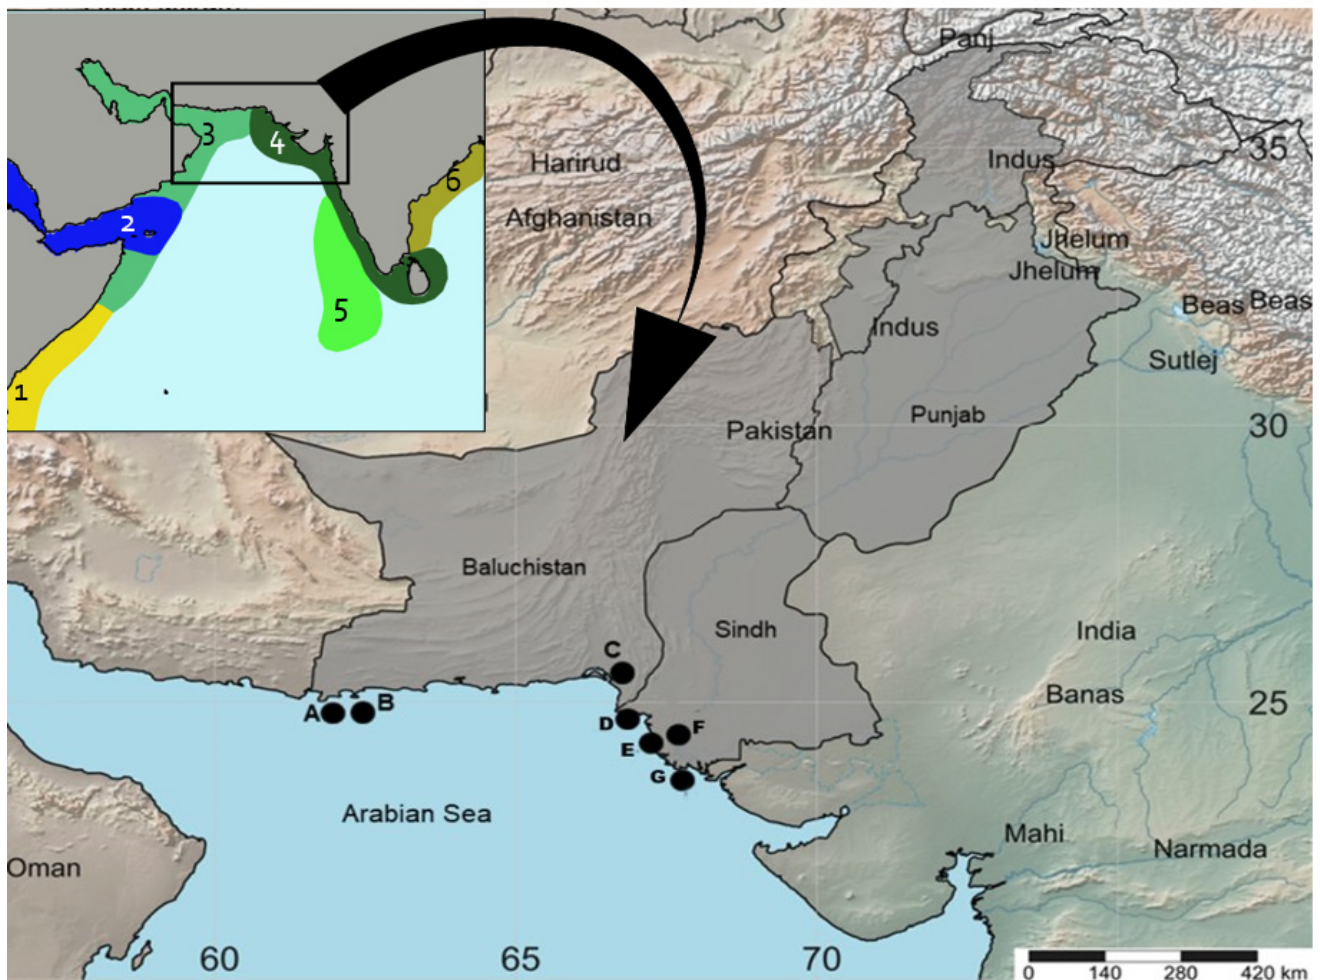 Panj
3
4
Indus
35
Harirud
6
2
Afghanistan
Jhelum
Jhelum
5
Indus
Beas
Beas
Sutlej
1
Punjab
Pakistan
30
Baluchistan
Sindh
India
C
Banas
A
B
25
D
F
E
G
Arabian Sea
Mahi
Narmada
Oman
60
65
70
0 140 280 420 km